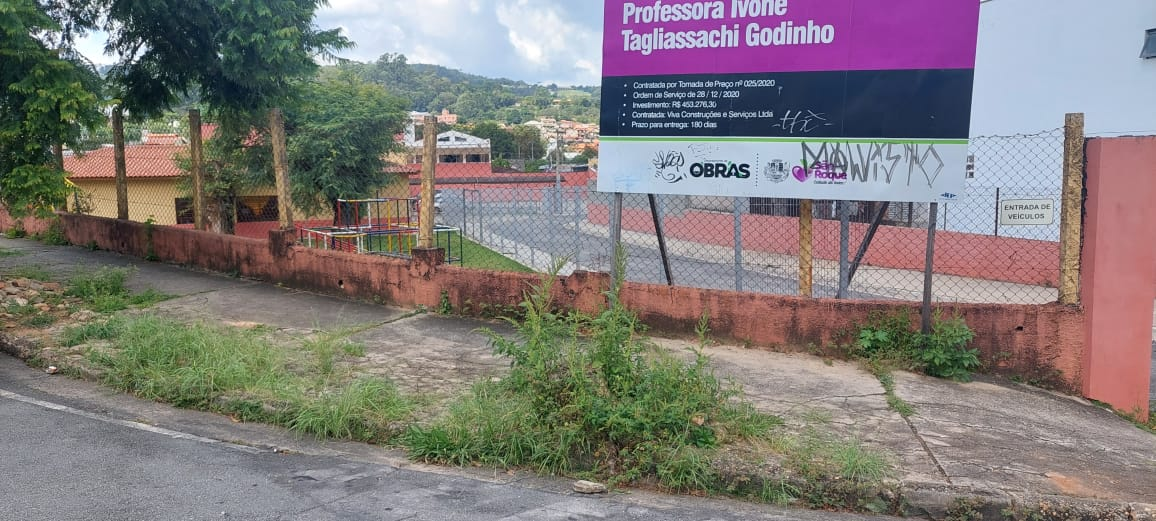 Professora Ivone
Tagliassachi Godinho
• Contratada por Tomada de Preço nº 025/2020
• Ordem de Serviço de 28 / 12 / 2020
• Investimento: R$ 453.276,30
• Contratada: Viva Construções e Serviços Ltda
• Prazo para entrega: 180 dias
OBRAS
São
Roque
ENTRADA DE
VEÍCULOS